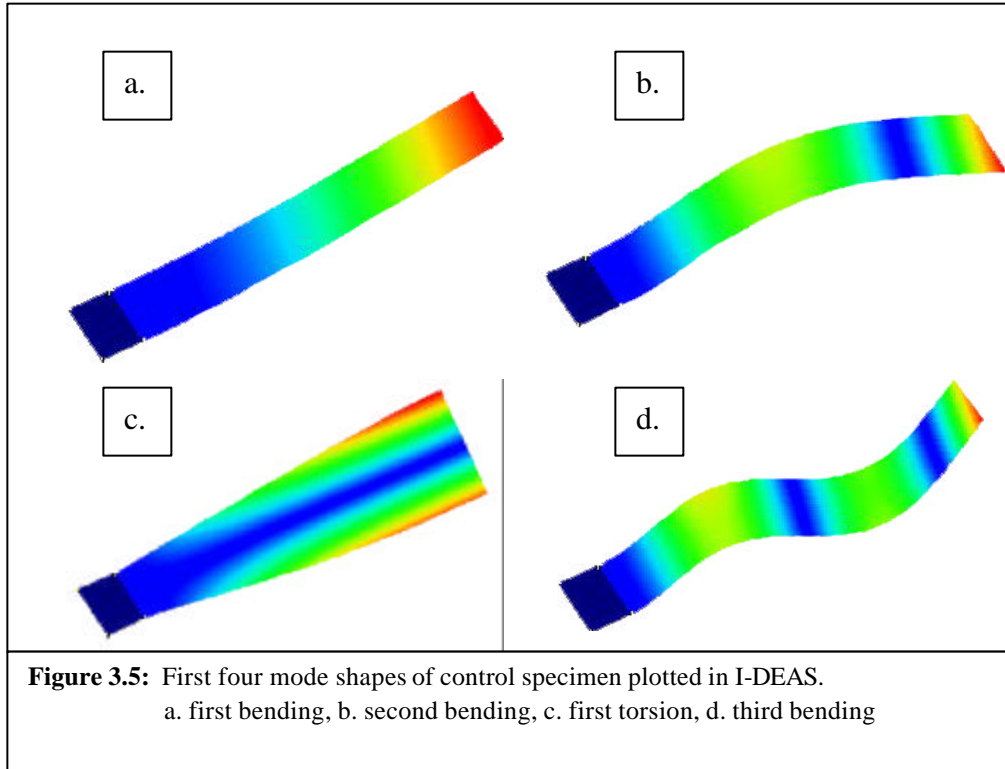 a.
b.
c.
d.
Figure 3.5: First four mode shapes of control specimen plotted in I-DEAS.
a. first bending, b. second bending, c. first torsion, d. third bending